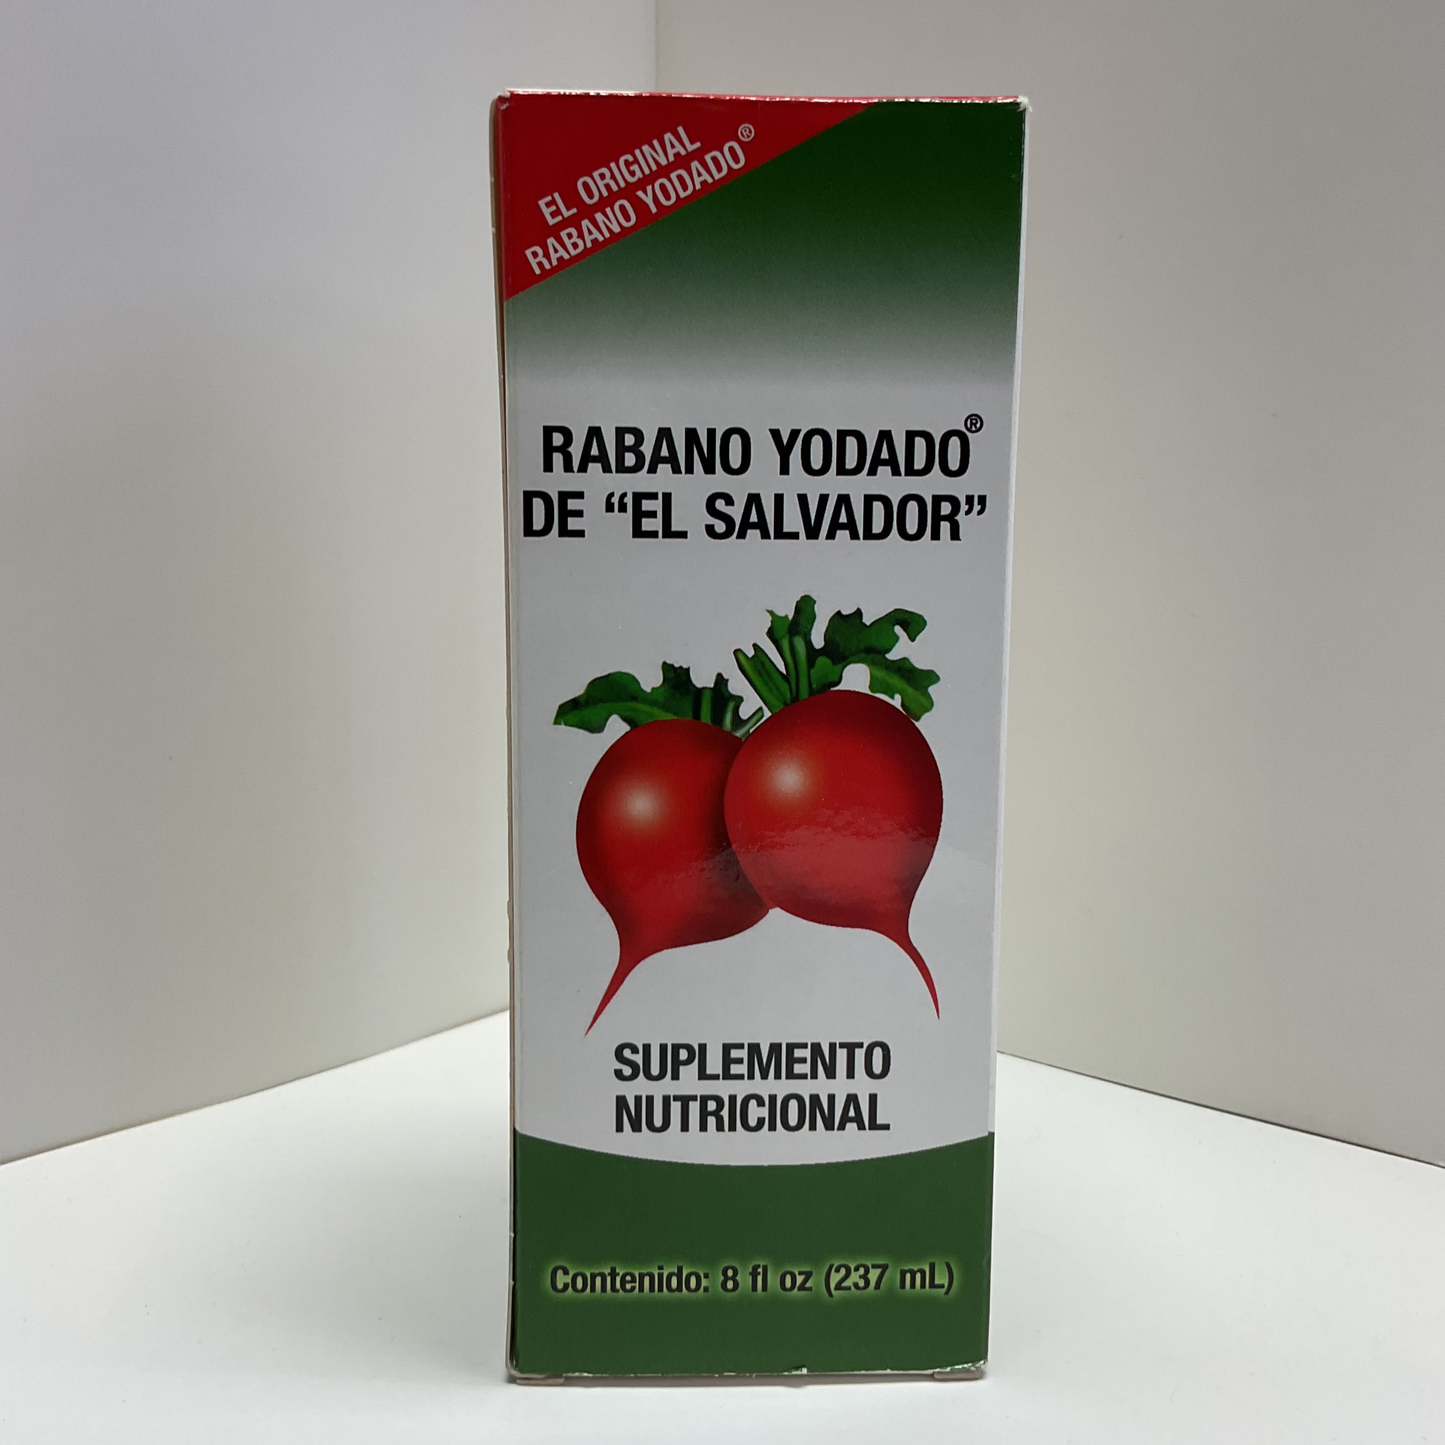 EL ORIGINAL
RABANO YODADO®
RABANO YODADO®
DE “EL SALVADOR”
SUPLEMENTO
NUTRICIONAL
Contenido: 8 fl oz (237 mL)